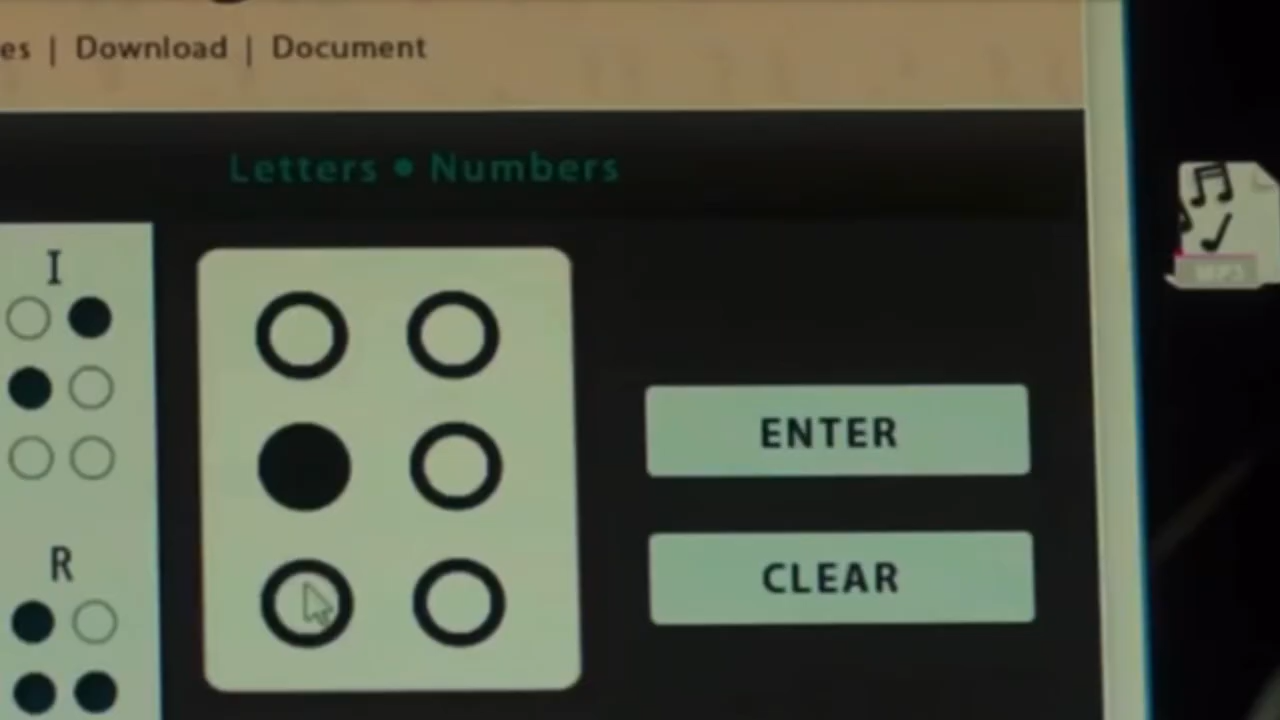 es | Download | Document
Letters • Numbers
I
ENTER
R
CLEAR